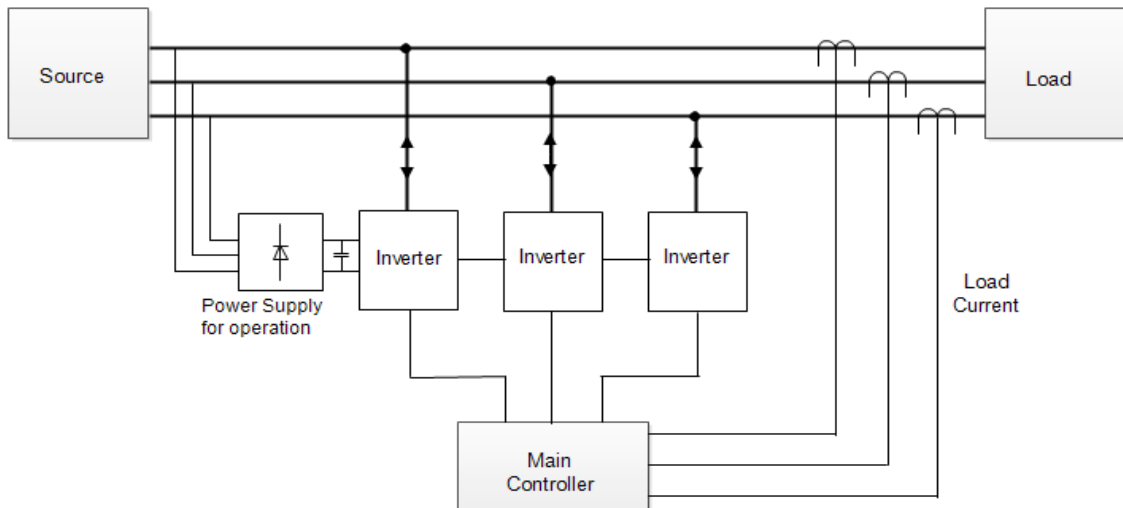 Source
Load
Inverter
Inverter
Inverter
Power Supply
for operation
Load
Current
Main
Controller